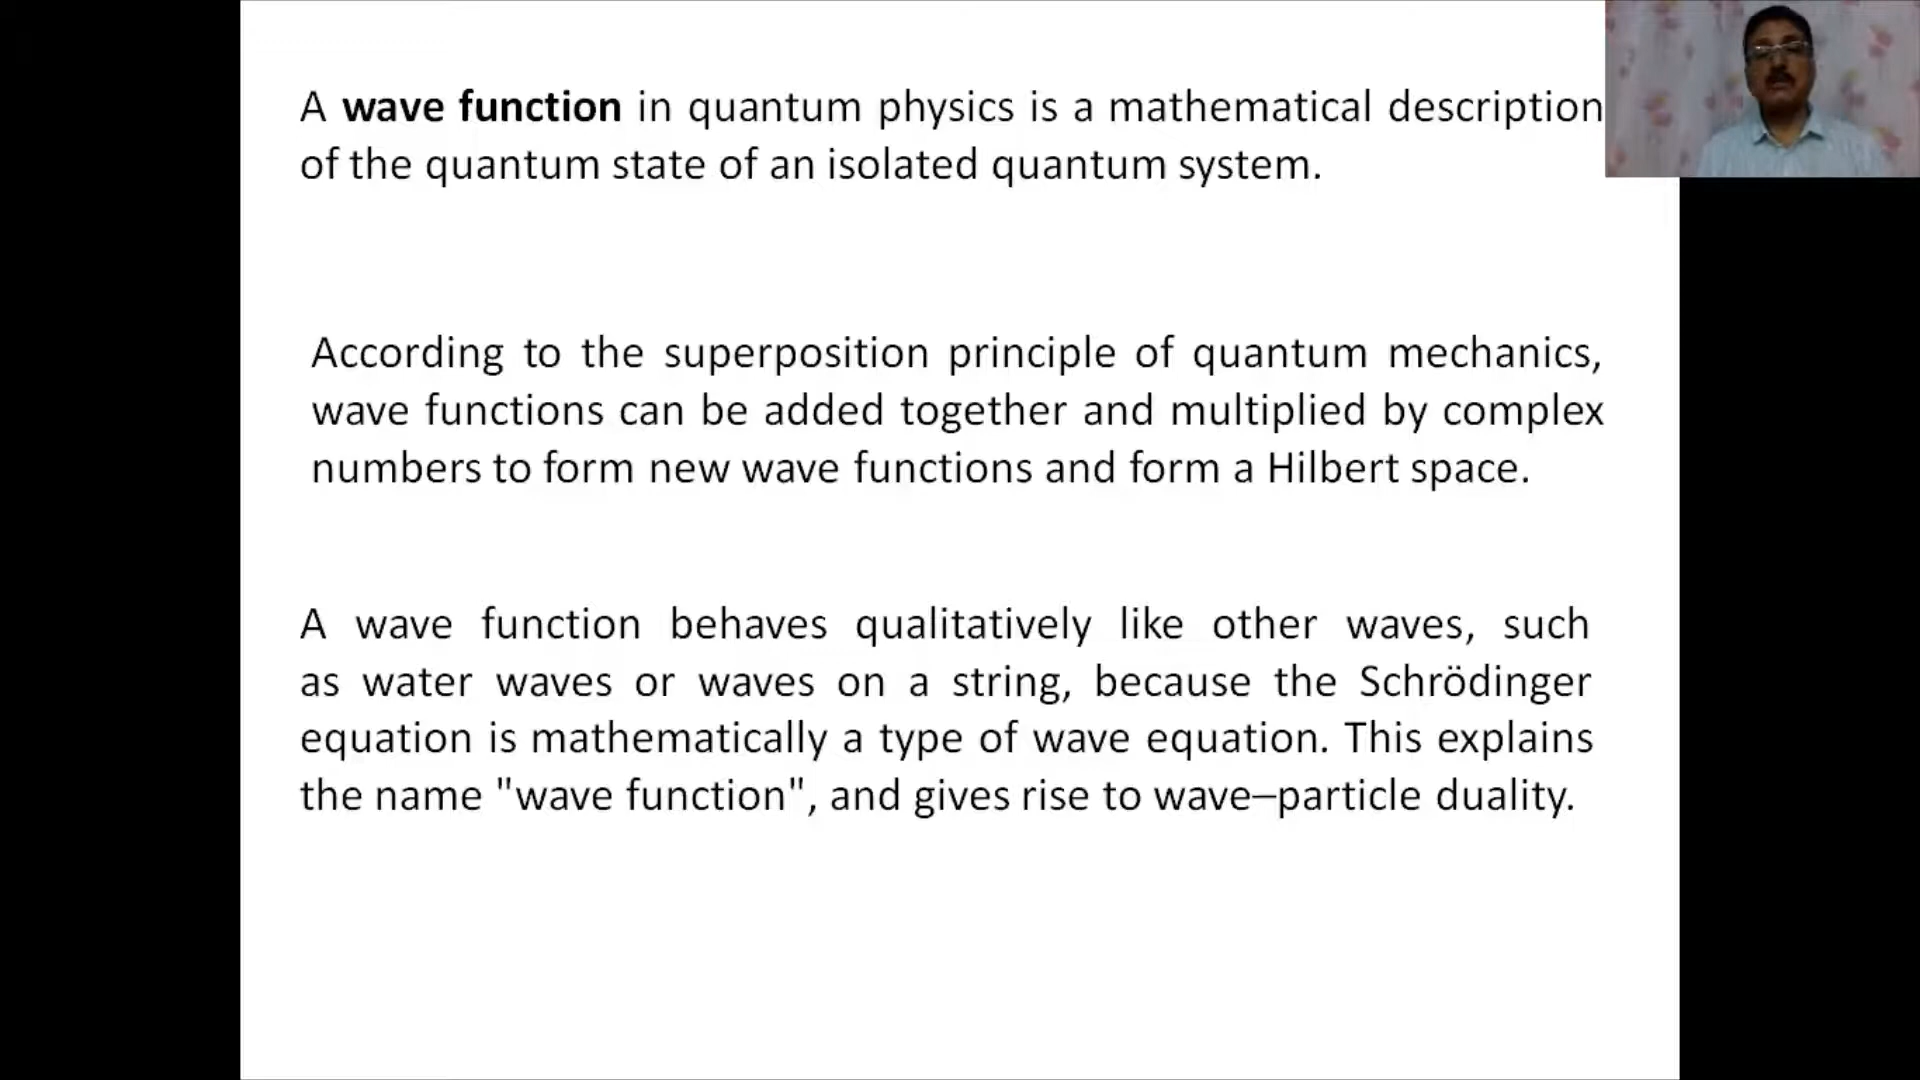 A wave function in quantum physics is a mathematical description
of the quantum state of an isolated quantum system.
According to the superposition principle of quantum mechanics,
wave functions can be added together and multiplied by complex
numbers to form new wave functions and form a Hilbert space.
A wave function behaves qualitatively like other waves, such
as water waves or waves on a string, because the Schrödinger
equation is mathematically a type of wave equation. This explains
the name "wave function", and gives rise to wave–particle duality.